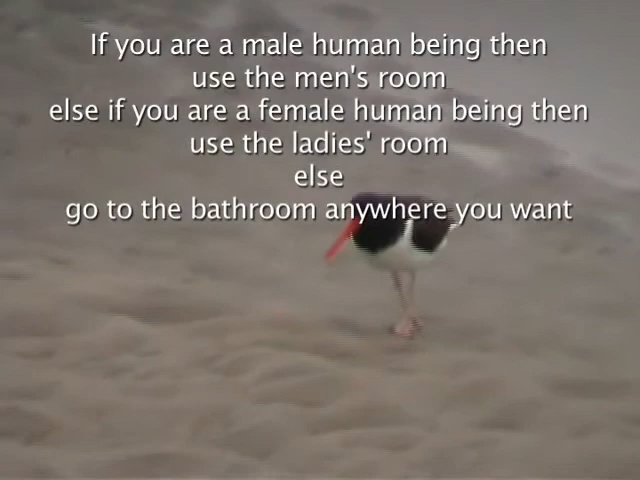 If you are a male human being then
use the men's room
else if you are a female human being then
use the ladies' room
else
go to the bathroom anywhere you want